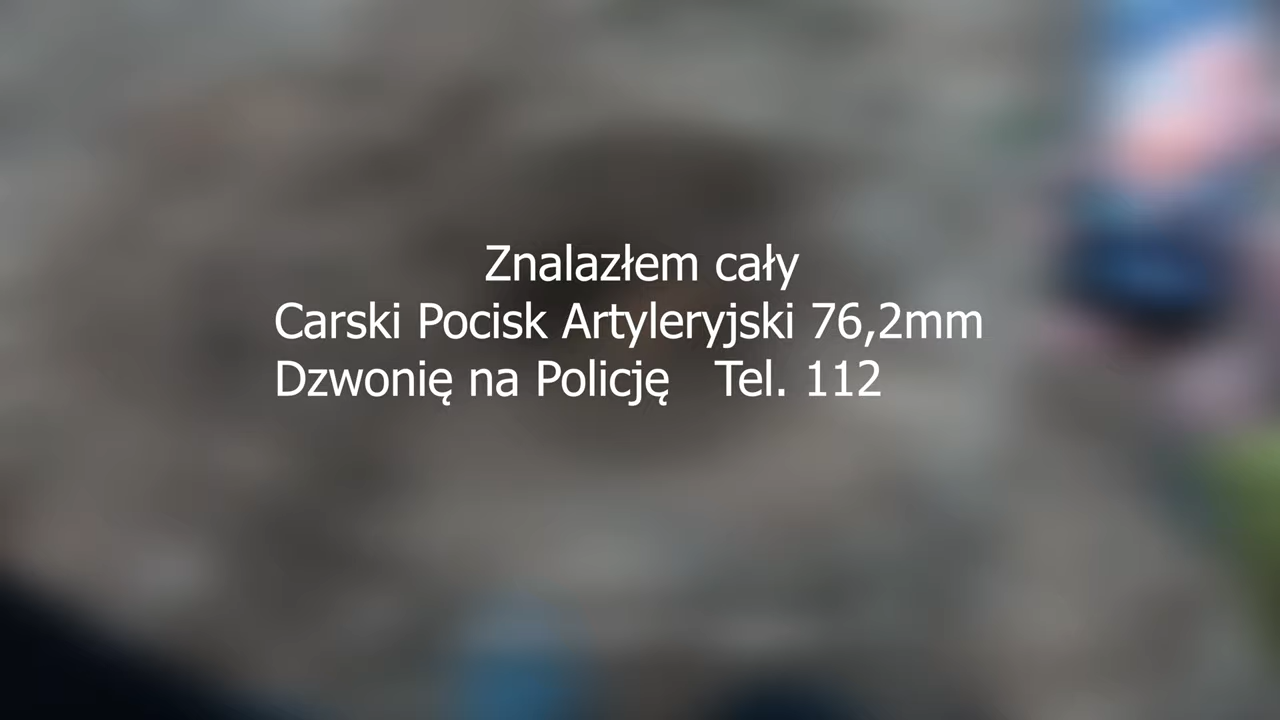 Znalazłem cały
Carski Pocisk Artyleryjski 76,2mm
Dzwonię na Policję Tel. 112